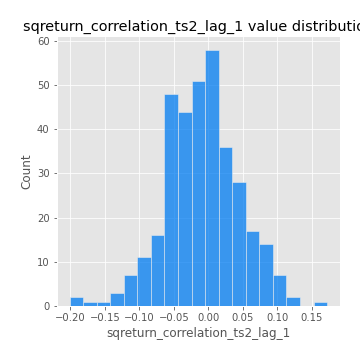 sqreturn_correlation_ts2_lag_1 value distributio
60
50
40
30
20
10
0
Count
−0.20 −0.15 −0.10 −0.05 0.00 0.05 0.10 0.15
sqreturn_correlation_ts2_lag_1